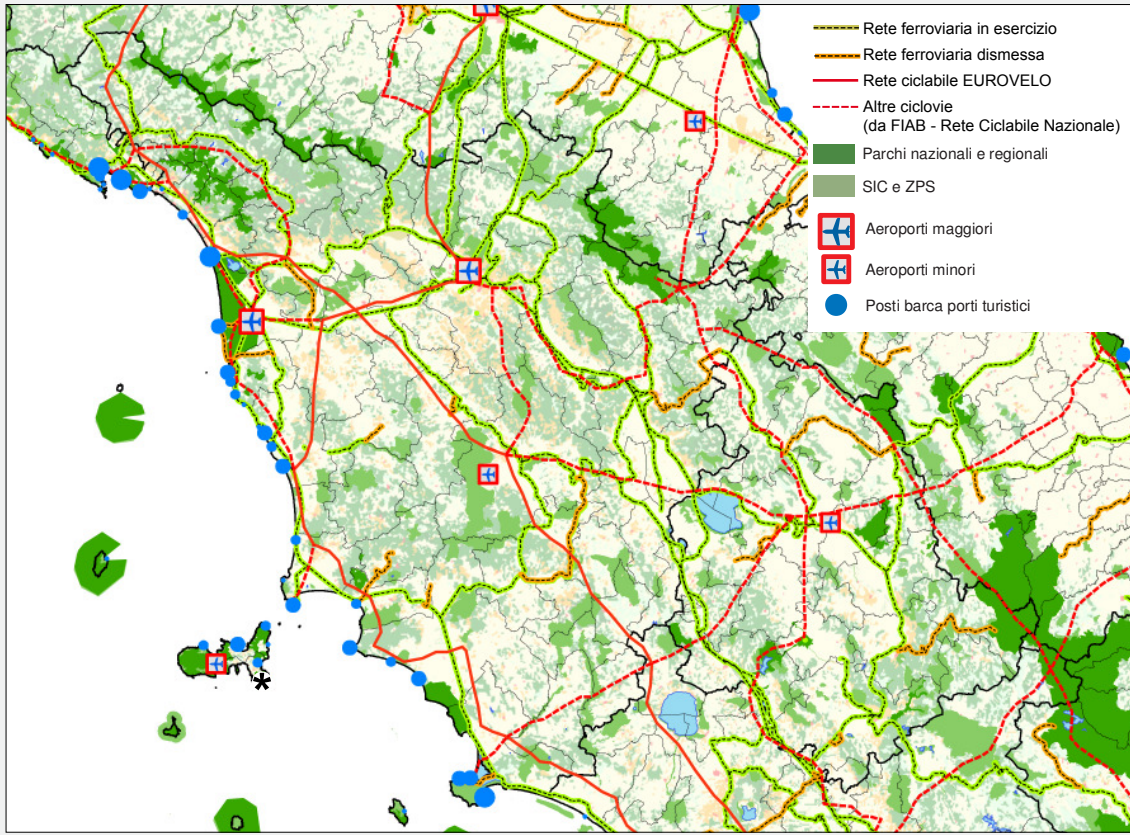 Rete ferroviaria in esercizio
Rete ferroviaria dismessa
Rete ciclabile EUROVELO
Altre ciclovie
(da FIAB - Rete Ciclabile Nazionale)
Parchi nazionali e regionali
SIC e ZPS
Aeroporti maggiori
Aeroporti minori
Posti barca porti turistici
*